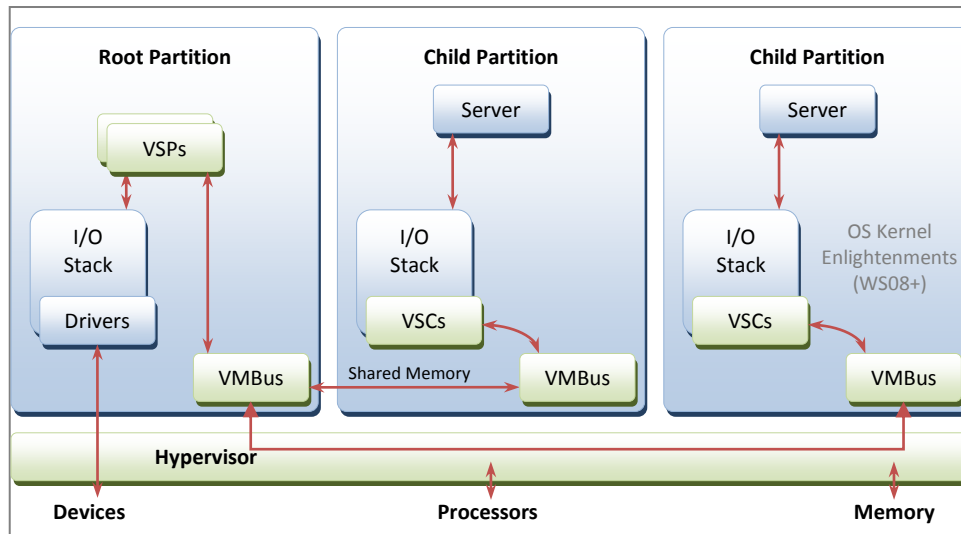 Root Partition
Child Partition
Child Partition
VSPs
Server
Server
I/O
Stack
Drivers
I/O
Stack
VSCs
I/O
Stack
VSCs
OS Kernel
Enlightenments
(WS08+)
VMBus
Shared Memory
VMBus
VMBus
Hypervisor
Devices
Processors
Memory